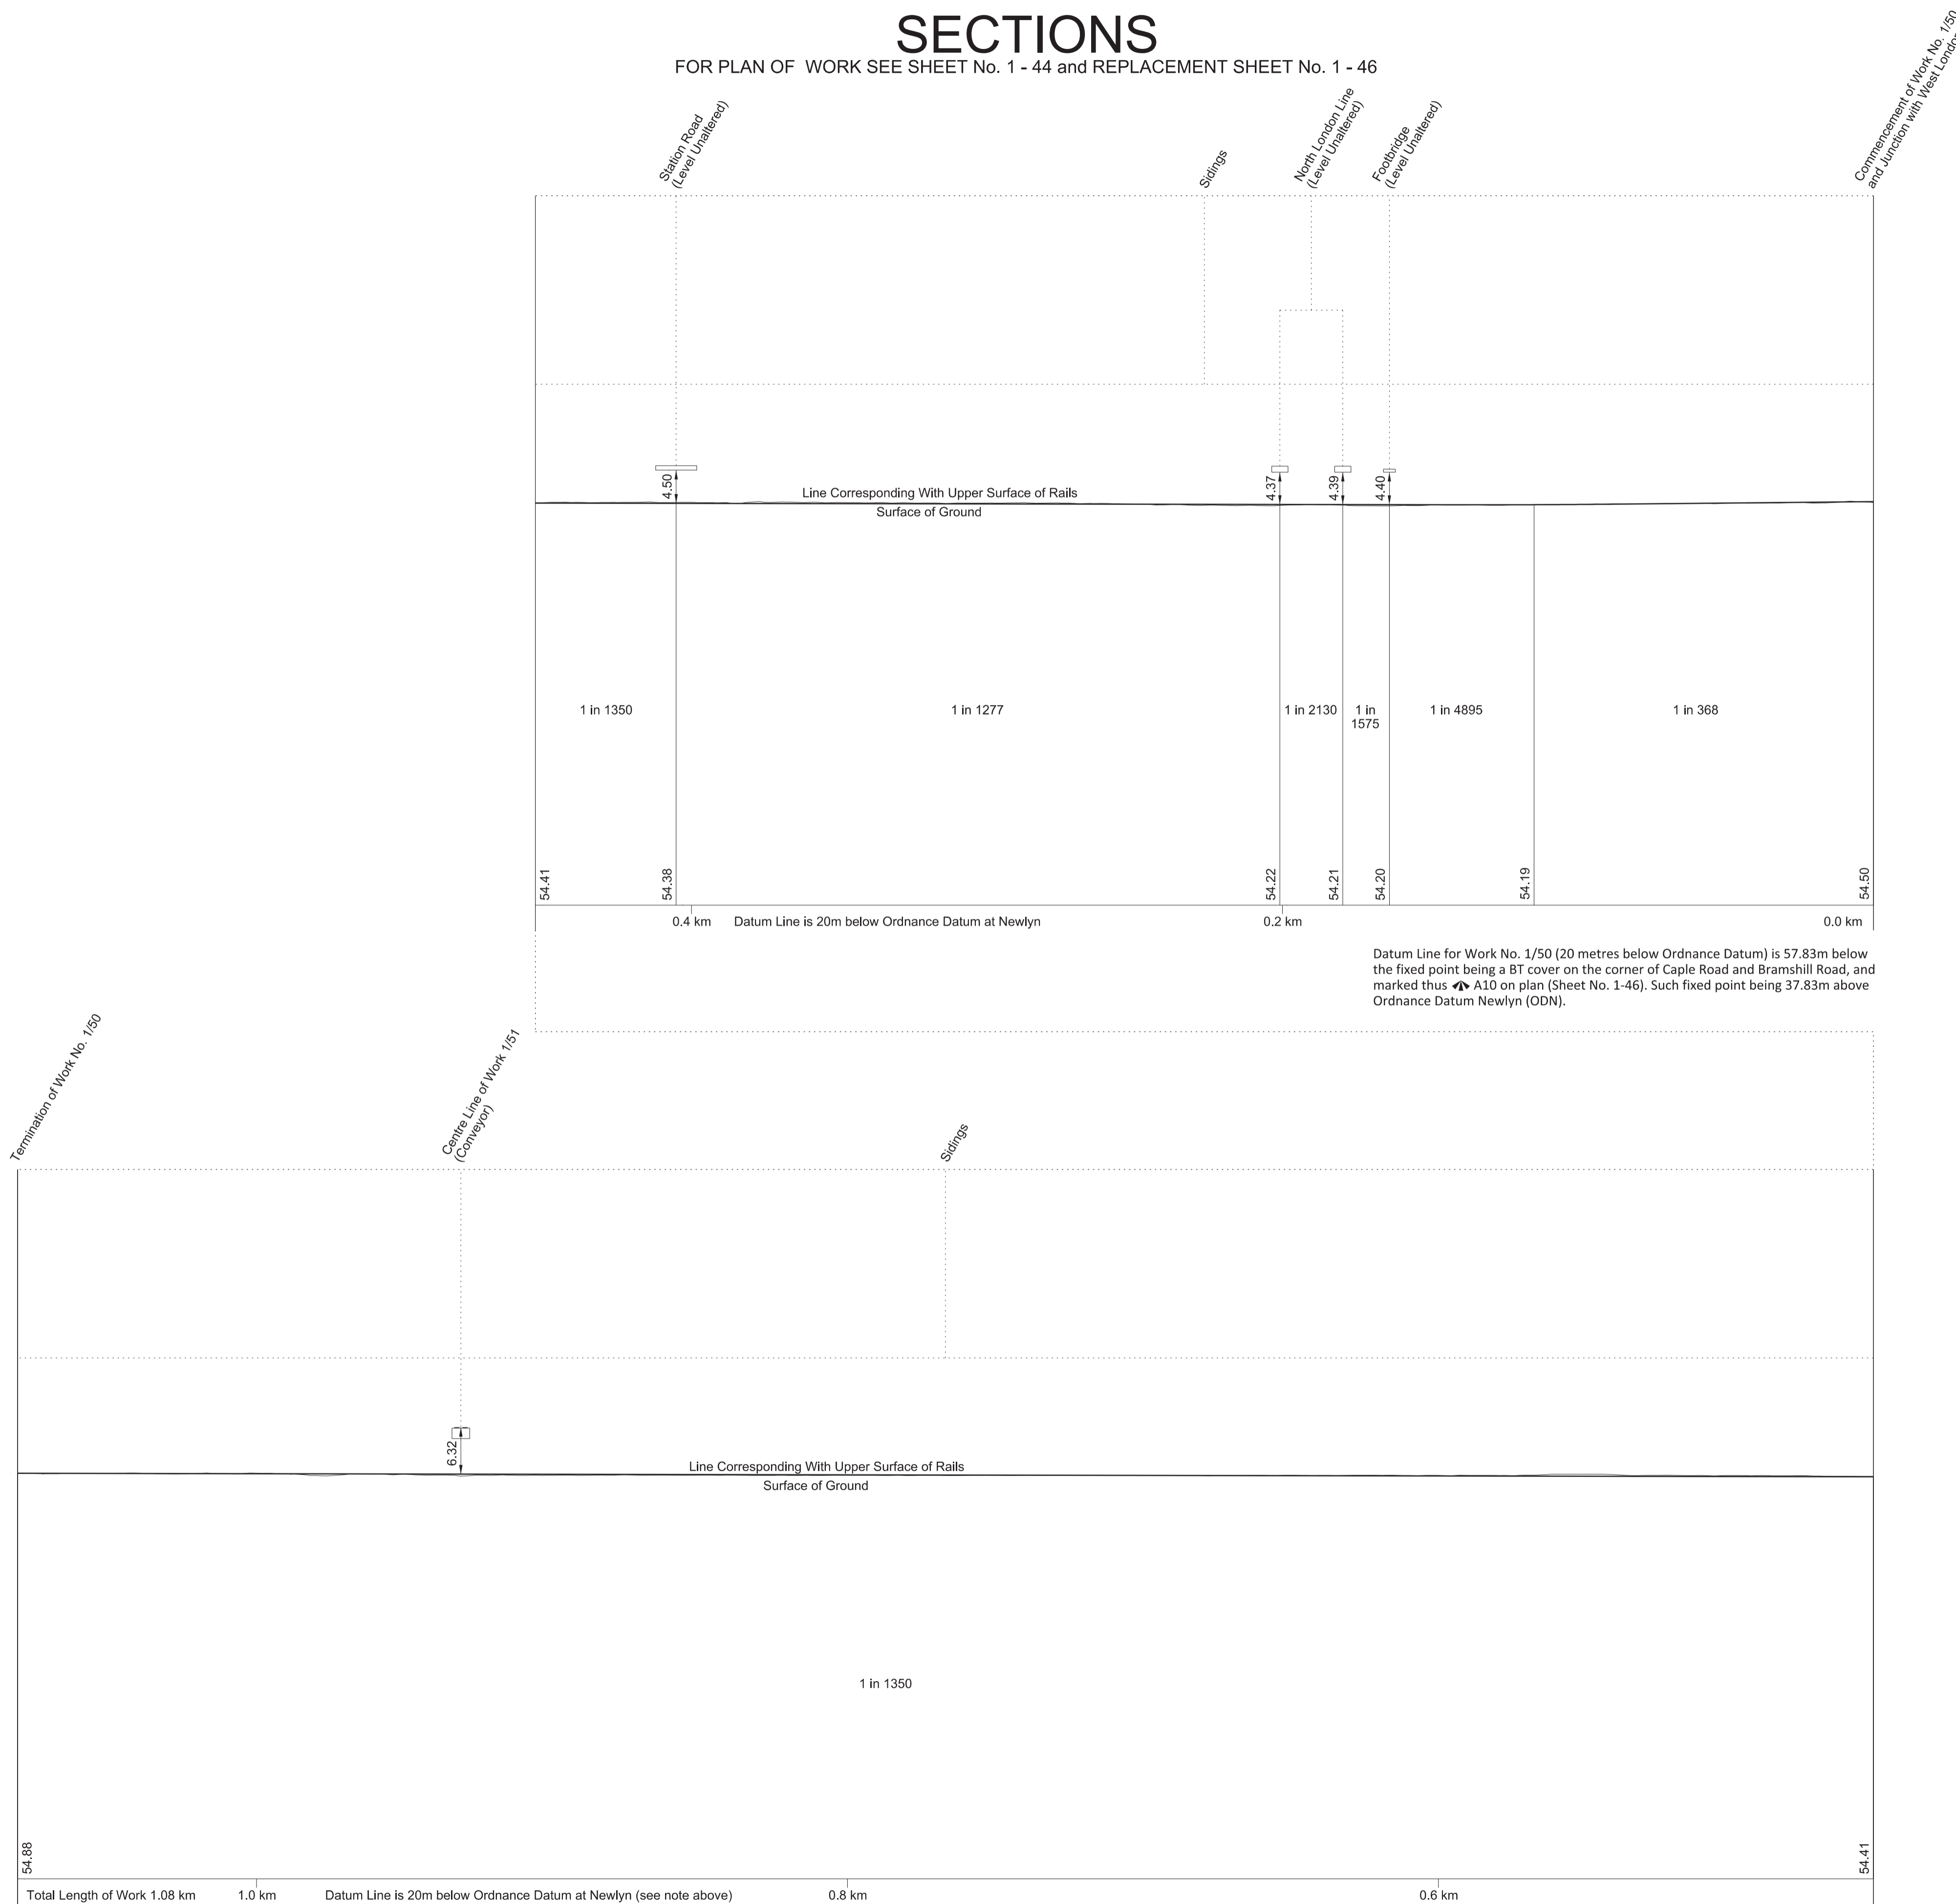 SECTIONS
FOR PLAN OF WORK SEE SHEET No. 1 - 44 and REPLACEMENT SHEET No. 1 - 46
Station Road
(Level Unaltered)
Sidings
North London Line
(Level Unaltered)
Footbridge
(Level Unaltered)
Commencement of Work No. 1/50
and Junction with West London
4.50
4.37
4.39
4.40
Line Corresponding With Upper Surface of Rails
Surface of Ground
1 in 1350
1 in 1277
1 in 2130
1 in
1575
1 in 4895
1 in 368
54.41
54.38
54.22
54.21
54.20
54.19
54.50
0.4 km
Datum Line is 20m below Ordnance Datum at Newlyn
0.2 km
0.0 km
Datum Line for Work No. 1/50 (20 metres below Ordnance Datum) is 57.83m below
the fixed point being a BT cover on the corner of Caple Road and Bramshill Road, and
marked thus A10 on plan (Sheet No. 1-46). Such fixed point being 37.83m above
Ordnance Datum Newlyn (ODN).
Termination of Work No. 1/50
Centre Line of Work 1/51
(Conveyor)
Sidings
6.32
Line Corresponding With Upper Surface of Rails
Surface of Ground
1 in 1350
54.88
54.41
Total Length of Work 1.08 km
1.0 km
Datum Line is 20m below Ordnance Datum at Newlyn (see note above)
0.8 km
0.6 km